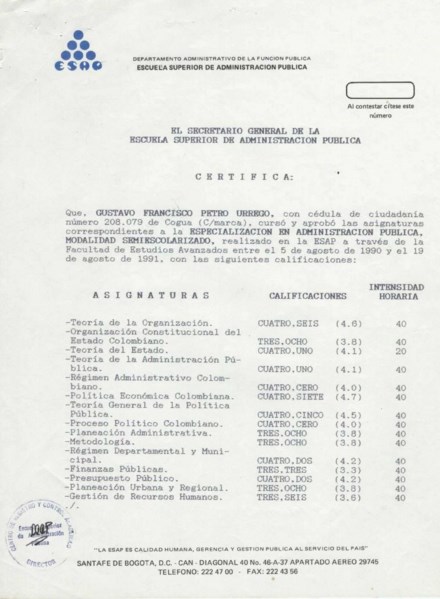 ESAP
DEPARTAMENTO ADMINISTRATIVO DE LA FUNCION PUBLICA
ESCUELA SUPERIOR DE ADMINISTRACION PUBLICA
Al contestar cítese este
número
EL SECRETARIO GENERAL DE LA
ESCUELA SUPERIOR DE ADMINISTRACION PUBLICA
C E R T I F I C A:
Que, GUSTAVO FRANCISCO PETRO URREGO, con cédula de ciudadanía
número 208.079 de Cogua (C/marca), cursó y aprobó las asignaturas
correspondientes a la ESPECIALIZACION EN ADMINISTRACION PUBLICA,
MODALIDAD SEMIESCOLARIZADO, realizado en la ESAP a través de la
Facultad de Estudios Avanzados entre el 5 de agosto de 1990 y el 19
de agosto de 1991, con las siguientes calificaciones:
A S I G N A T U R A S CALIFICACIONES INTENSIDAD HORARIA
-Teoría de la Organización. CUATRO,SEIS (4.6) 40
-Organización Constitucional del
Estado Colombiano. TRES,OCHO (3.8) 40
-Teoría del Estado. CUATRO,UNO (4.1) 20
-Teoría de la Administración Pú-
blica. CUATRO,UNO (4.1) 40
-Régimen Administrativo Colom-
biano. CUATRO,CERO (4.0) 40
-Política Económica Colombiana. CUATRO,SIETE (4.7) 40
-Teoría General de la Política
Pública. CUATRO,CINCO (4.5) 40
-Proceso Político Colombiano. CUATRO,CERO (4.0) 40
-Planeación Administrativa. TRES,OCHO (3.8) 40
-Metodología. TRES,OCHO (3.8) 40
-Régimen Departamental y Muni-
cipal. CUATRO,DOS (4.2) 40
-Finanzas Públicas. TRES,TRES (3.3) 40
-Presupuesto Público. CUATRO,DOS (4.2) 40
-Planeación Urbana y Regional. TRES,OCHO (3.8) 40
-Gestión de Recursos Humanos. TRES,SEIS (3.6) 40
./.
"LA ESAP ES CALIDAD HUMANA, GERENCIA Y GESTION PUBLICA AL SERVICIO DEL PAIS"
SANTAFE DE BOGOTA, D.C. - CAN - DIAGONAL 40 No. 46-A-37 APARTADO AEREO 29745
TELEFONO: 222 47 00 - FAX: 222 43 56